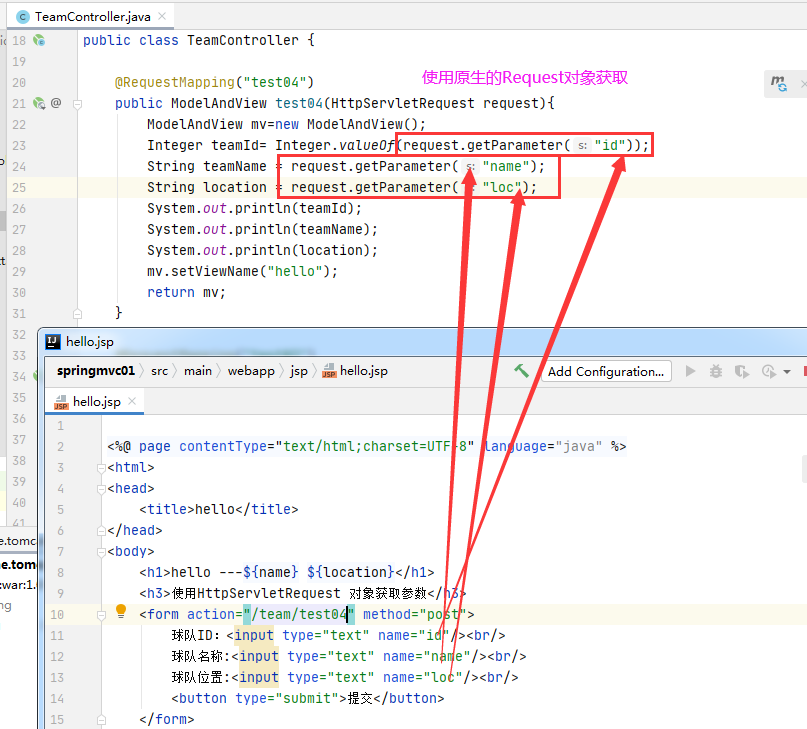 TeamController.java
18 public class TeamController {
19
20 @RequestMapping("test04")
使用原生的Request对象获取
21 @ public ModelAndView test04(HttpServletRequest request){
22 ModelAndView mv=new ModelAndView();
23 Integer teamId= Integer.valueOf(request.getParameter( s: "id"));
24 String teamName = request.getParameter( s: "name");
25 String location = request.getParameter( "loc");
26 System.out.println(teamId);
27 System.out.println(teamName);
28 System.out.println(location);
29 mv.setViewName("hello");
30 return mv;
31 }
32
33
34
35
36
37
38
39
40
41
hello.jsp
springmvc01 src main webapp jsp hello.jsp Add Configuration...
hello.jsp
1
2 <%@ page contentType="text/html;charset=UTF-8" language="java" %>
3 <html>
4 <head>
5 <title>hello</title>
6 </head>
7 <body>
8 <h1>hello ---${name} ${location}</h1>
9 <h3>使用HttpServletRequest 对象获取参数</h3>
10 <form action="/team/test04" method="post">
11 球队ID：<input type="text" name="id"/><br/>
12 球队名称:<input type="text" name="name"/><br/>
13 球队位置:<input type="text" name="loc"/><br/>
14 <button type="submit">提交</button>
15 </form>